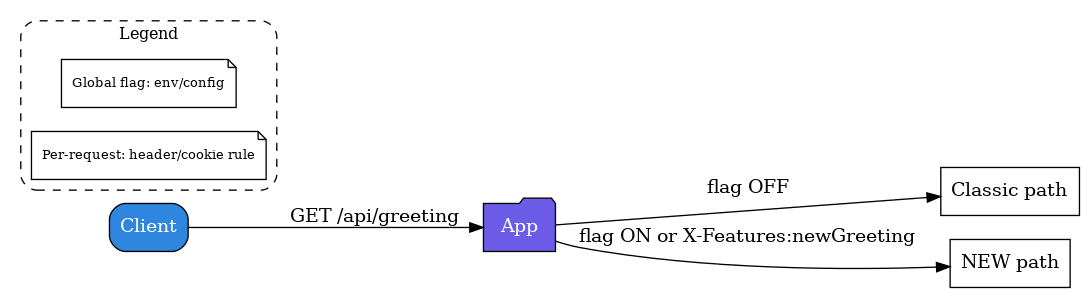 Legend
Global flag: env/config
Per-request: header/cookie rule
Client
GET /api/greeting
App
flag OFF
flag ON or X-Features:newGreeting
Classic path
NEW path